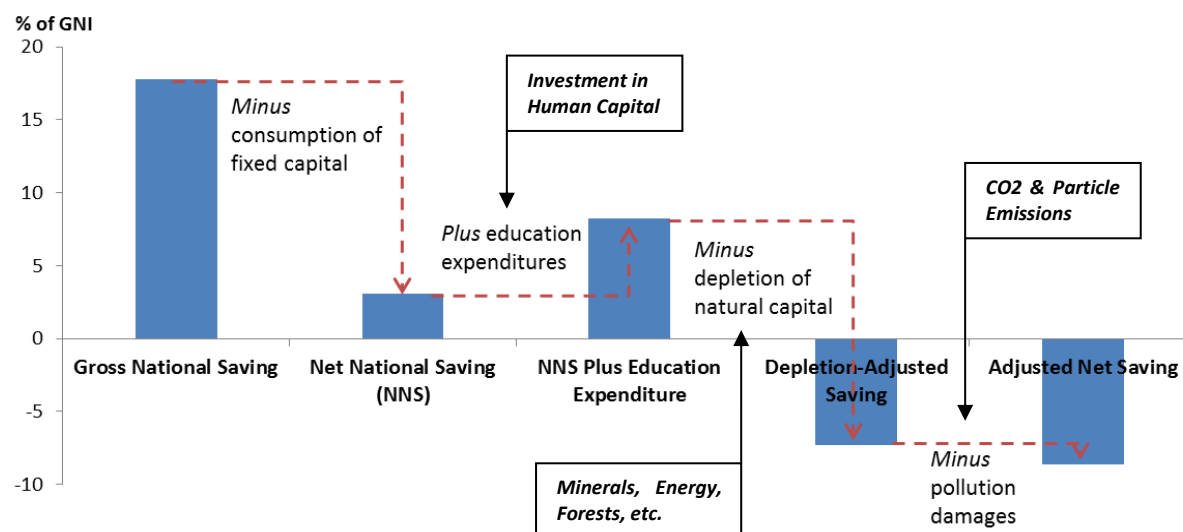 % of GNI
20
15
10
5
0
-5
-10
Minus
consumption of
fixed capital
Investment in
Human Capital
Plus education
expenditures
Minus
depletion of
natural capital
CO2 & Particle
Emissions
Gross National Saving
Net National Saving
(NNS)
NNS Plus Education
Expenditure
Depletion-Adjusted
Saving
Adjusted Net Saving
Minerals, Energy,
Forests, etc.
Minus
pollution
damages